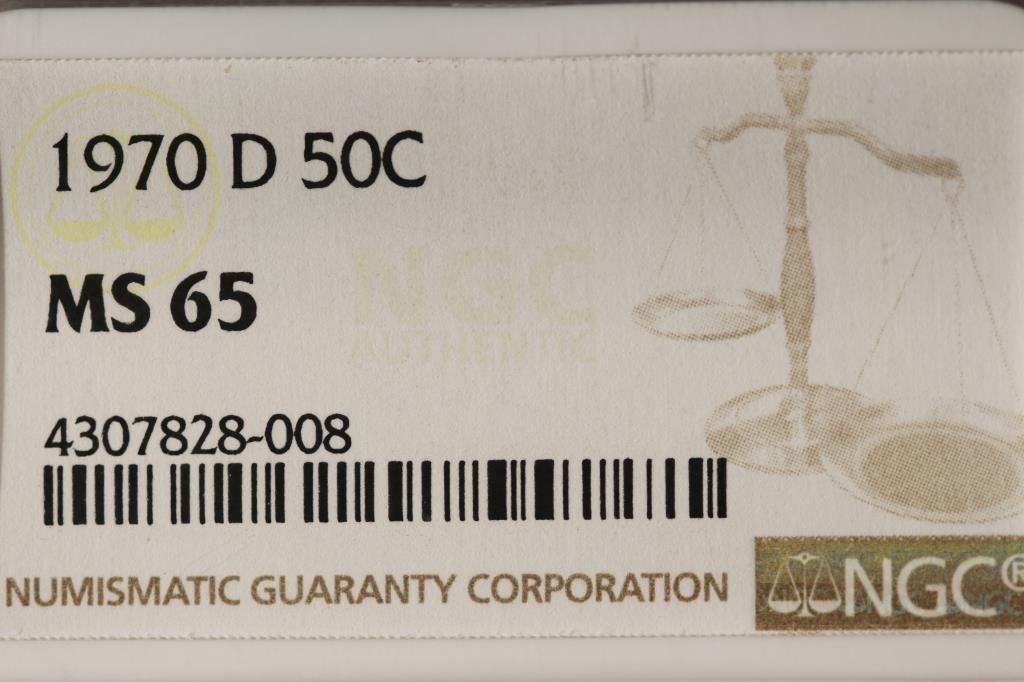 1970 D 50C
MS 65
NGC
AUTHENTIC
4307828-008
NUMISMATIC GUARANTY CORPORATION
NGC®